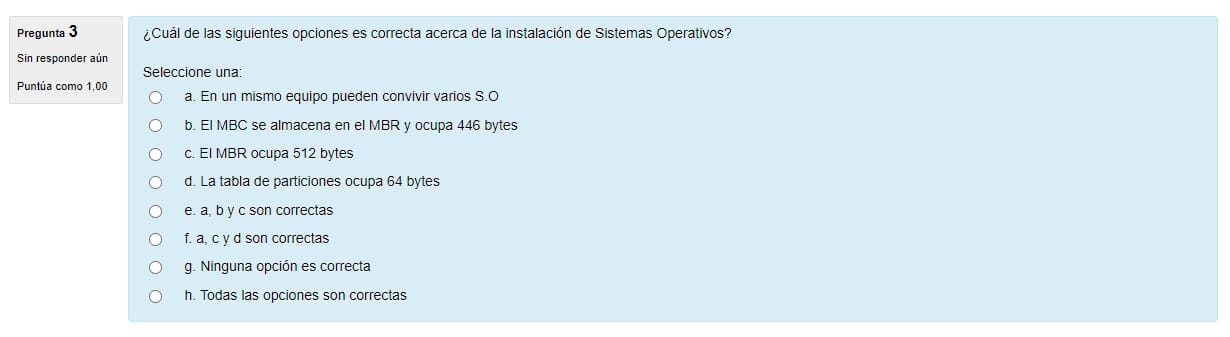 Pregunta 3
Sin responder aún
Puntúa como 1,00
¿Cuál de las siguientes opciones es correcta acerca de la instalación de Sistemas Operativos?
Seleccione una:
a. En un mismo equipo pueden convivir varios S.O
b. El MBC se almacena en el MBR y ocupa 446 bytes
c. El MBR ocupa 512 bytes
d. La tabla de particiones ocupa 64 bytes
e. a, b y c son correctas
f. a, c y d son correctas
g. Ninguna opción es correcta
h. Todas las opciones son correctas